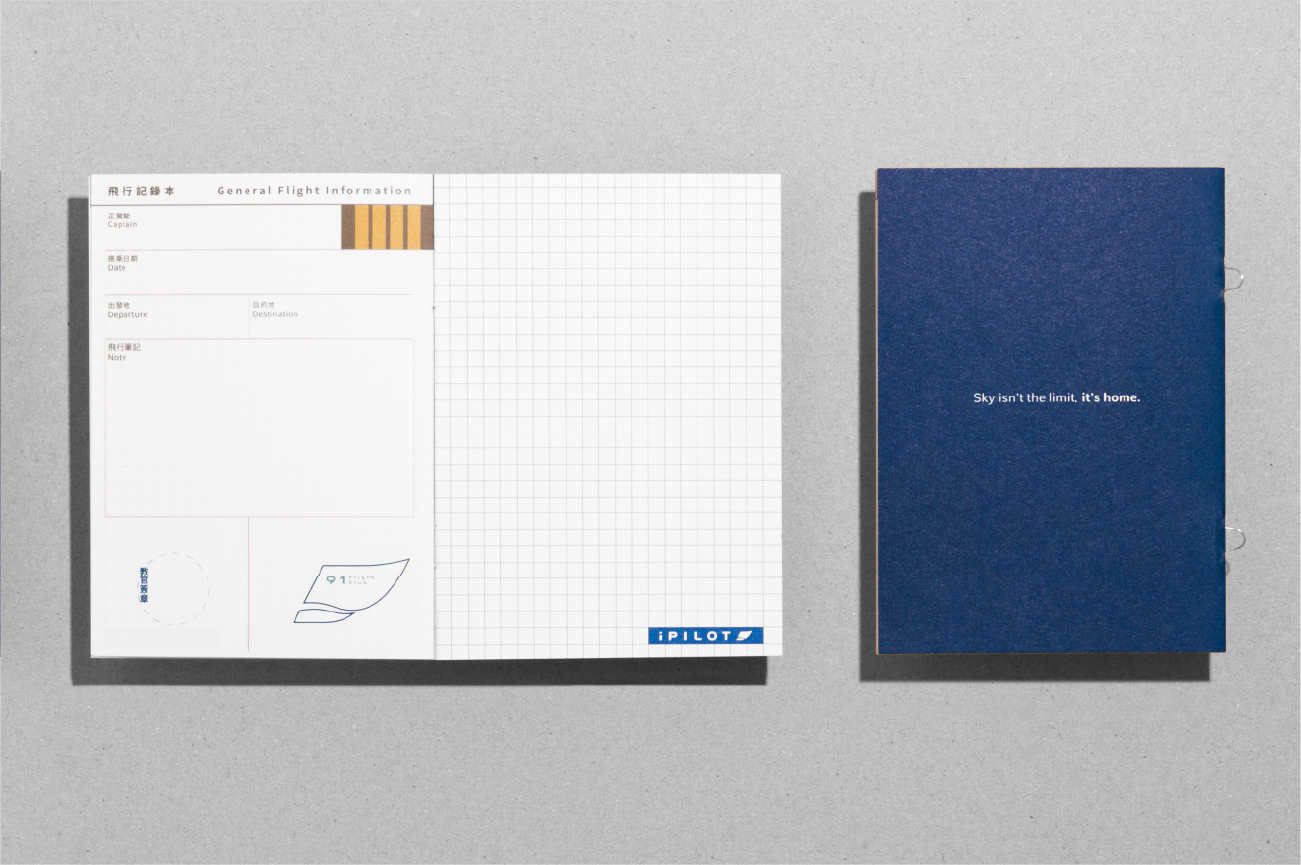 飛行記錄本 General Flight Information
正駕駛
Captain
搭乘日期
Date
出發地
Departure
目的地
Destination
飛行筆記
Note
教官簽章
91 Flight Club
iPILOT
Sky isn't the limit, it's home.